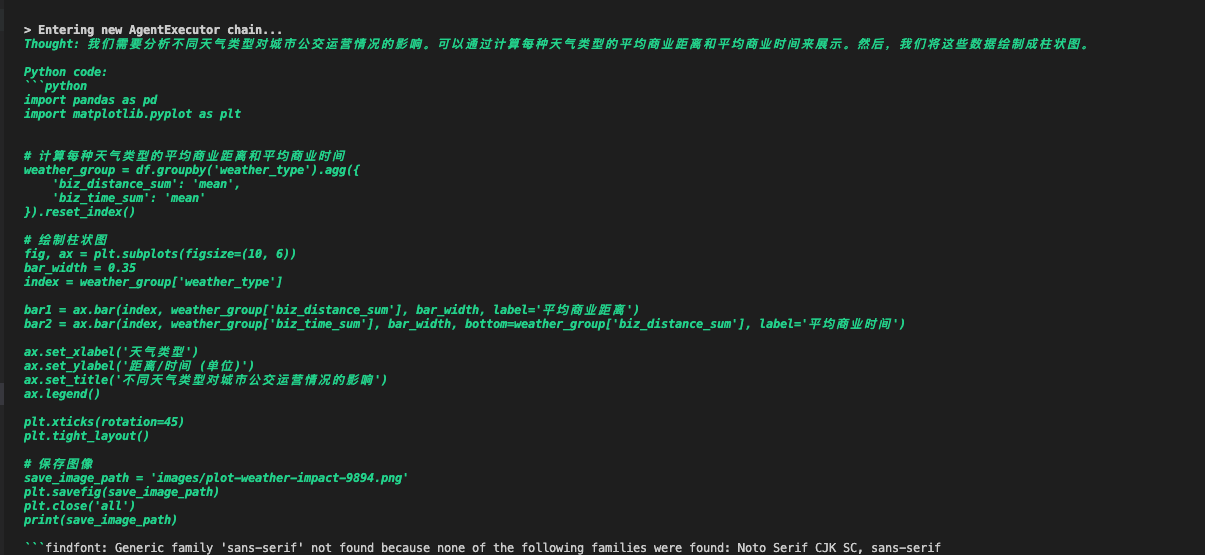 > Entering new AgentExecutor chain...
Thought: 我们需要分析不同天气类型对城市公交运营情况的影响。可以通过计算每种天气类型的平均商业距离和平均商业时间来展示。然后，我们将这些数据绘制成柱状图。
Python code:
```python
import pandas as pd
import matplotlib.pyplot as plt
# 计算每种天气类型的平均商业距离和平均商业时间
weather_group = df.groupby('weather_type').agg({
    'biz_distance_sum': 'mean',
    'biz_time_sum': 'mean'
}).reset_index()
# 绘制柱状图
fig, ax = plt.subplots(figsize=(10, 6))
bar_width = 0.35
index = weather_group['weather_type']
bar1 = ax.bar(index, weather_group['biz_distance_sum'], bar_width, label='平均商业距离')
bar2 = ax.bar(index, weather_group['biz_time_sum'], bar_width, bottom=weather_group['biz_distance_sum'], label='平均商业时间')
ax.set_xlabel('天气类型')
ax.set_ylabel('距离/时间 (单位)')
ax.set_title('不同天气类型对城市公交运营情况的影响')
ax.legend()
plt.xticks(rotation=45)
plt.tight_layout()
# 保存图像
save_image_path = 'images/plot-weather-impact-9894.png'
plt.savefig(save_image_path)
plt.close('all')
print(save_image_path)
```findfont: Generic family 'sans-serif' not found because none of the following families were found: Noto Serif CJK SC, sans-serif